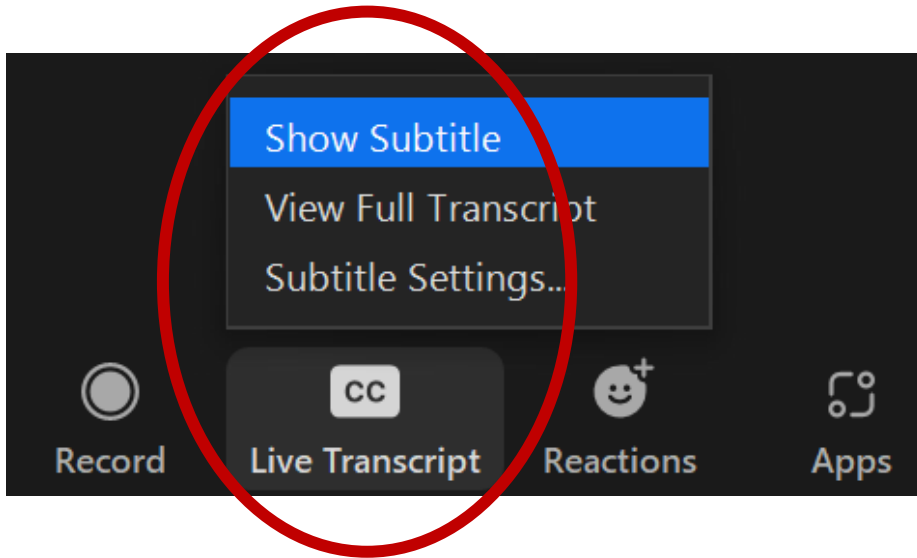 Show Subtitle
View Full Transcript
Subtitle Settings...
CC
Record
Live Transcript
Reactions
Apps